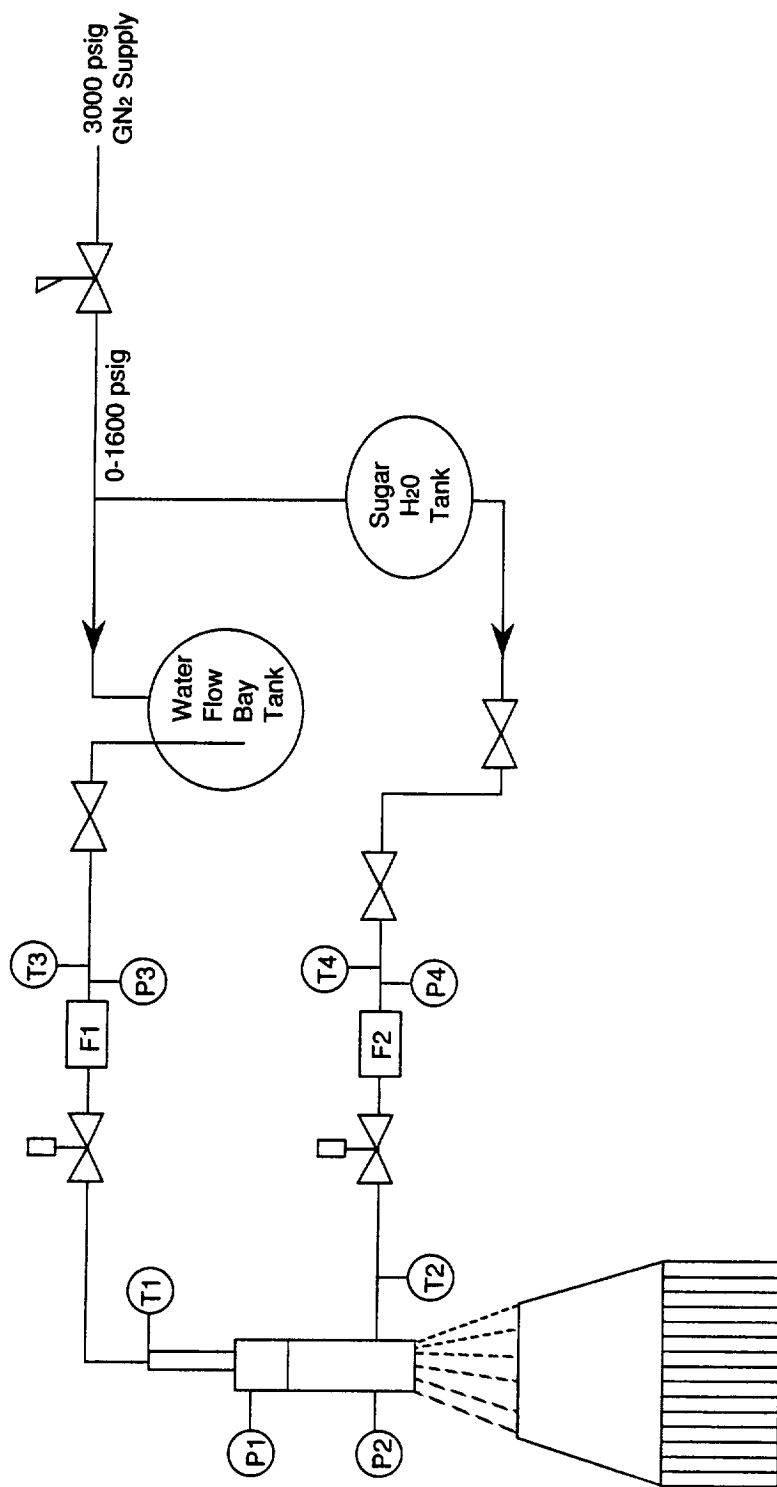 3000 psig
GN2 Supply
0-1600 psig
Water
Flow
Bay
Tank
Sugar
H20
Tank
T3
P3
F1
T4
P4
F2
T1
T2
P1
P2